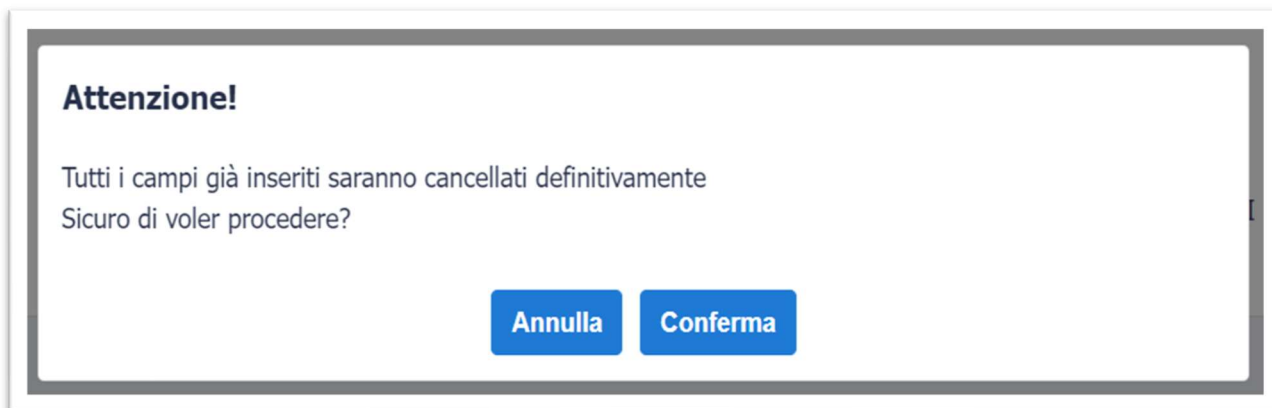 Attenzione!
Tutti i campi già inseriti saranno cancellati definitivamente
Sicuro di voler procedere?
Annulla Conferma